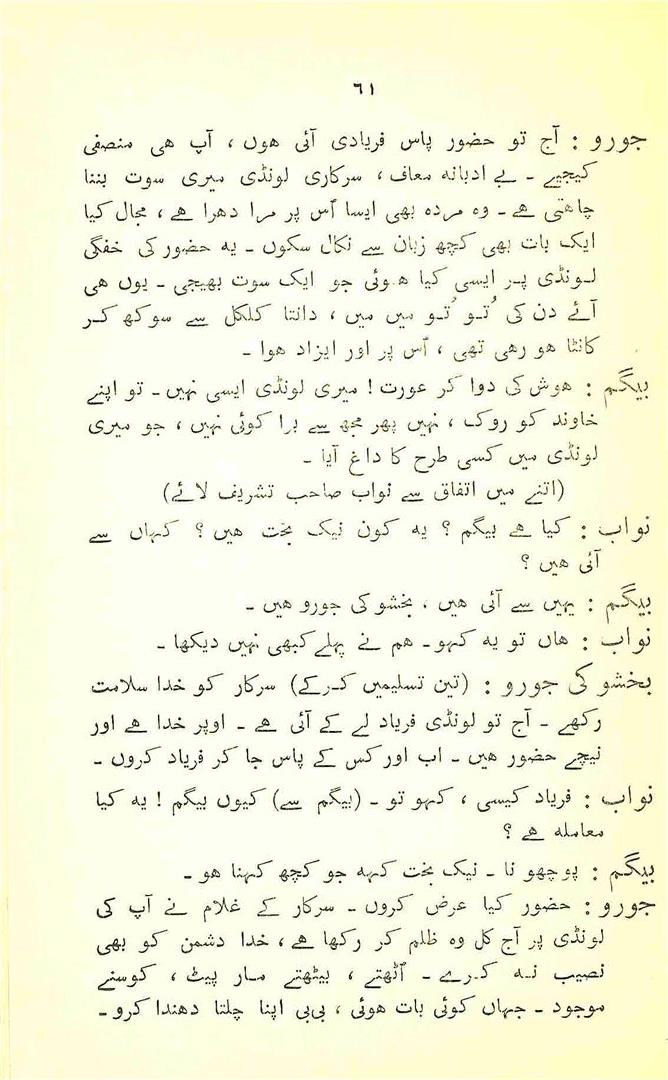 ٦١
جورو : آج تو حضور پاس فریادی آئی ہوں ، آپ ہی منصفی
کیجیے ۔ بے ادبانہ معاف ، سرکاری لونڈی میری سوت بننا
چاہتی ہے ۔ وہ مردہ بھی ایسا اُس پر مرا دھرا ہے ، مجال کیا
ایک بات بھی کچھ زبان سے نکال سکوں ۔ یہ حضور کی خفگی
لونڈی پر ایسی کیا ہوئی جو ایک سوت بھیجی ۔ یوں ہی
آئے دن کی تُو تُو میں میں ، دانتا کلکل سے سوکھ کر
کانٹا ہو رہی تھی ، اُس پر اور ایزاد ہوا ۔
بیگم : ہوش کی دوا کر عورت ! میری لونڈی ایسی نہیں ۔ تو اپنے
خاوند کو روک ، نہیں پھر مجھ سے برا کوئی نہیں ، جو میری
لونڈی میں کسی طرح کا داغ آیا ۔
(اتنے میں اتفاق سے نواب صاحب تشریف لائے)
نواب : کیا ہے بیگم ؟ یہ کون نیک بخت ہیں ؟ کہاں سے
آئی ہیں ؟
بیگم : یہیں سے آئی ہیں ، بخشو کی جورو ہیں ۔
نواب : ہاں تو یہ کہو ۔ ہم نے پہلے کبھی نہیں دیکھا ۔
بخشو کی جورو : (تین تسلیمیں کرکے) سرکار کو خدا سلامت
رکھے ۔ آج تو لونڈی فریاد لے کے آئی ہے ۔ اوپر خدا ہے اور
نیچے حضور ہیں ۔ اب اور کس کے پاس جا کر فریاد کروں ۔
نواب : فریاد کیسی ، کہو تو ۔ (بیگم سے) کیوں بیگم ! یہ کیا
معاملہ ہے ؟
بیگم : پوچھو نا ۔ نیک بخت کہہ جو کچھ کہنا ہو ۔
جورو : حضور کیا عرض کروں ۔ سرکار کے غلام نے آپ کی
لونڈی پر آج کل وہ ظلم کر رکھا ہے ، خدا دشمن کو بھی
نصیب نہ کرے ۔ اُٹھتے ، بیٹھتے مار پیٹ ، کوسنے
موجود ۔ جہاں کوئی بات ہوئی ، بی بی اپنا چلتا دھندا کرو ۔